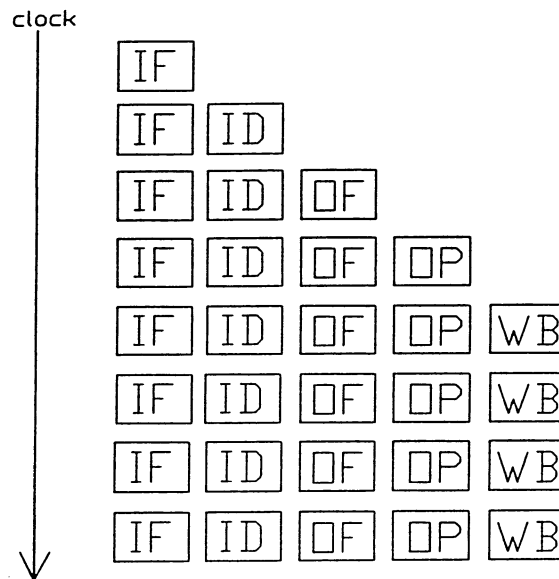 clock
IF
IF ID
IF ID OF
IF ID OF OP
IF ID OF OP WB
IF ID OF OP WB
IF ID OF OP WB
IF ID OF OP WB